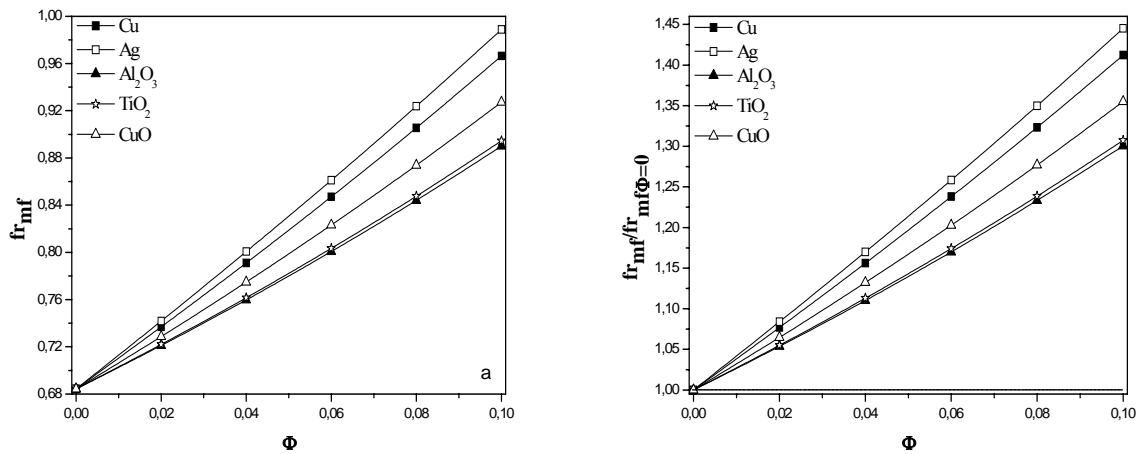 1,00
0,96
0,92
0,88
0,84
0,80
0,76
0,72
0,68
fr_mf
Cu
Ag
Al₂O₃
TiO₂
CuO
a
0,00 0,02 0,04 0,06 0,08 0,10
Φ
1,45
1,40
1,35
1,30
1,25
1,20
1,15
1,10
1,05
1,00
fr_mf/fr_mfΦ=0
Cu
Ag
Al₂O₃
TiO₂
CuO
0,00 0,02 0,04 0,06 0,08 0,10
Φ